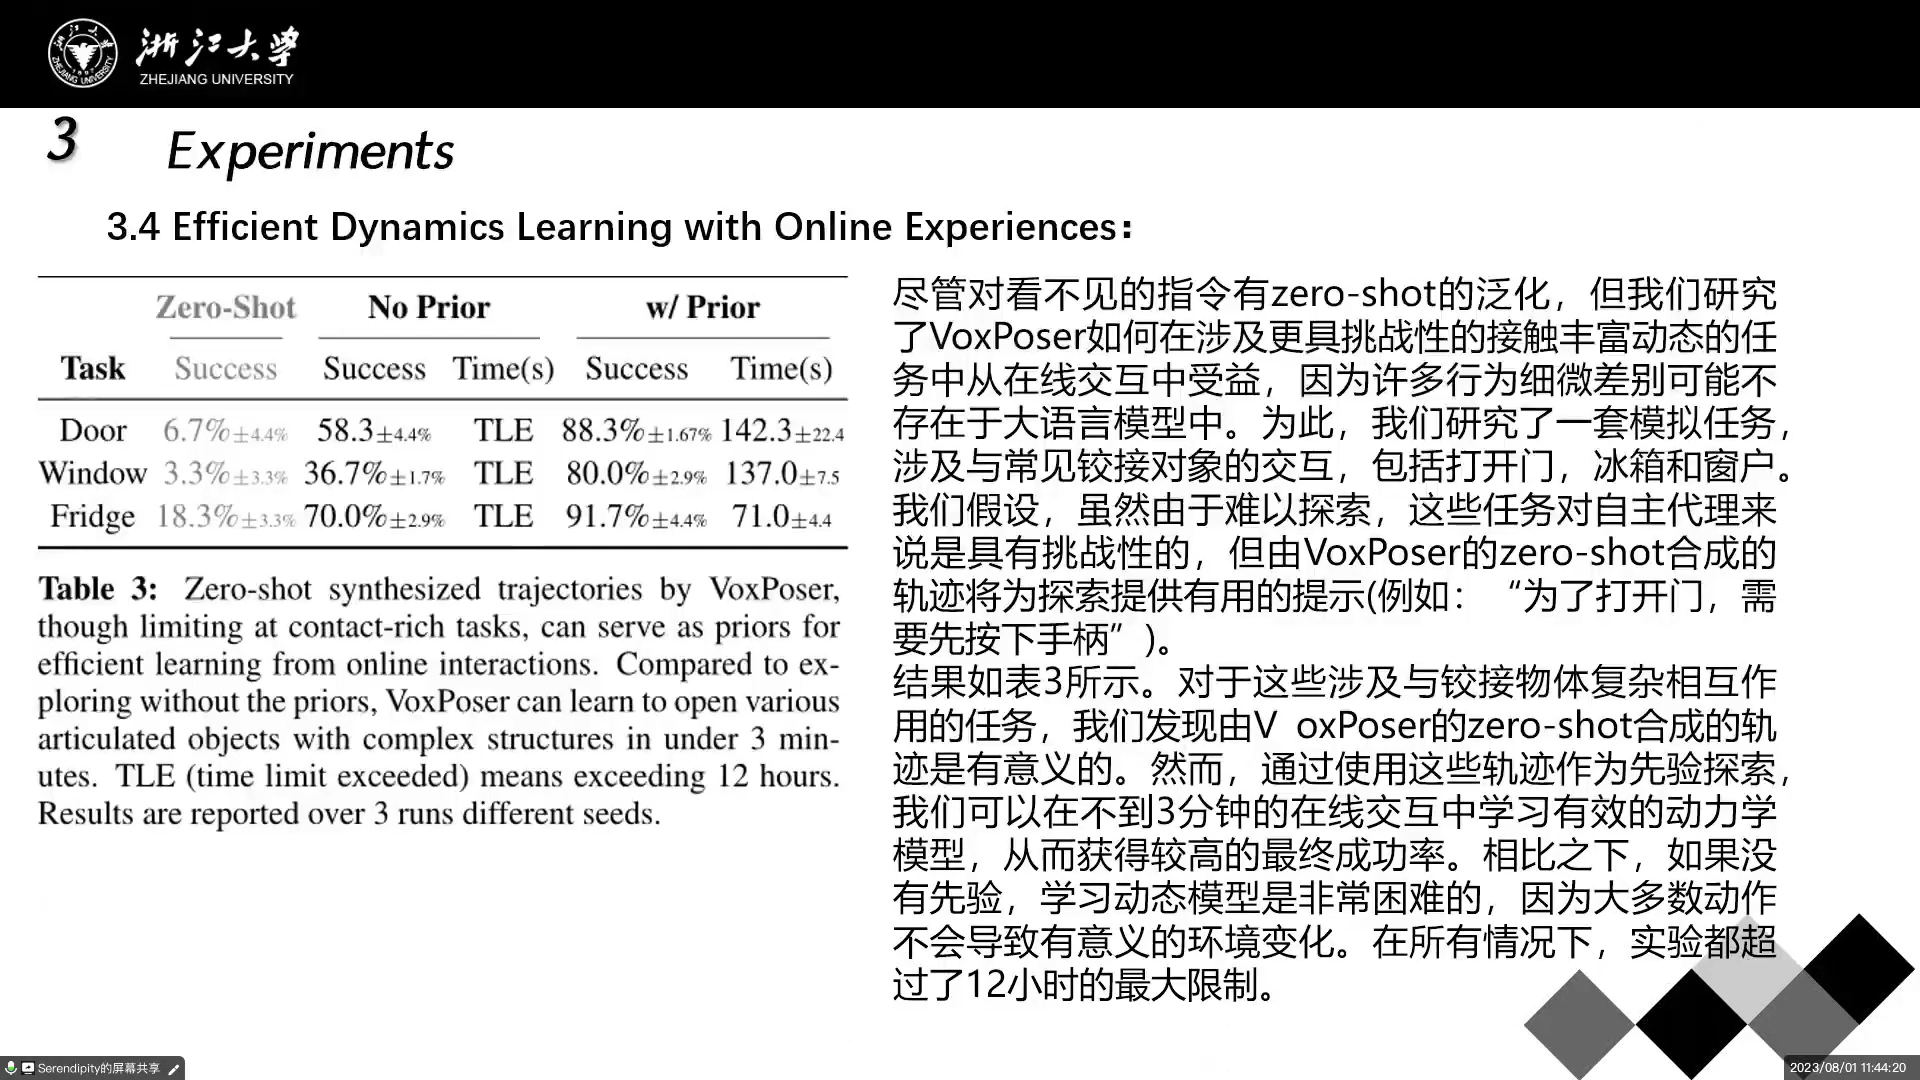 浙江大学
ZHEJIANG UNIVERSITY
3 Experiments
3.4 Efficient Dynamics Learning with Online Experiences:
Zero-Shot No Prior w/ Prior
Task Success Success Time(s) Success Time(s)
Door 6.7%±4.4% 58.3±4.4% TLE 88.3%±1.67% 142.3±22.4
Window 3.3%±3.3% 36.7%±1.7% TLE 80.0%±2.9% 137.0±7.5
Fridge 18.3%±3.3% 70.0%±2.9% TLE 91.7%±4.4% 71.0±4.4
Table 3: Zero-shot synthesized trajectories by VoxPoser,
though limiting at contact-rich tasks, can serve as priors for
efficient learning from online interactions. Compared to ex-
ploring without the priors, VoxPoser can learn to open various
articulated objects with complex structures in under 3 min-
utes. TLE (time limit exceeded) means exceeding 12 hours.
Results are reported over 3 runs different seeds.
尽管对看不见的指令有zero-shot的泛化，但我们研究
了VoxPoser如何在涉及更具挑战性的接触丰富动态的任
务中从在线交互中受益，因为许多行为细微差别可能不
存在于大语言模型中。为此，我们研究了一套模拟任务，
涉及与常见铰接对象的交互，包括打开门，冰箱和窗户。
我们假设，虽然由于难以探索，这些任务对自主代理来
说是具有挑战性的，但由VoxPoser的zero-shot合成的
轨迹将为探索提供有用的提示(例如：“为了打开门，需
要先按下手柄”)。
结果如表3所示。对于这些涉及与铰接物体复杂相互作
用的任务，我们发现由V oxPoser的zero-shot合成的轨
迹是有意义的。然而，通过使用这些轨迹作为先验探索，
我们可以在不到3分钟的在线交互中学习有效的动力学
模型，从而获得较高的最终成功率。相比之下，如果没
有先验，学习动态模型是非常困难的，因为大多数动作
不会导致有意义的环境变化。在所有情况下，实验都超
过了12小时的最大限制。
Serendipity的屏幕共享
2023/08/01 11:44:20